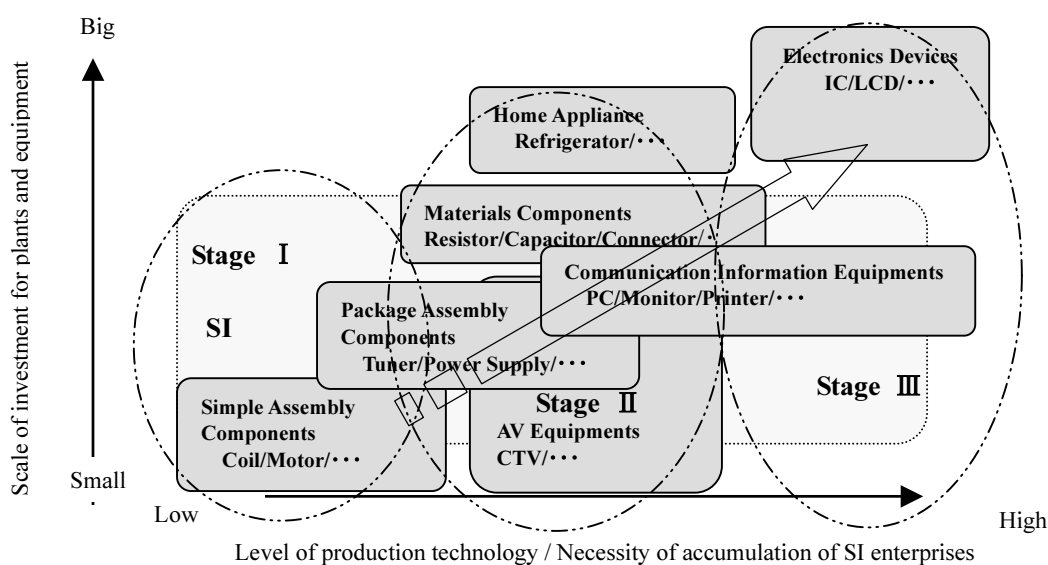 Big
Scale of investment for plants and equipment
Small
Electronics Devices
IC/LCD/・・・
Home Appliance
Refrigerator/・・・
Materials Components
Resistor/Capacitor/Connector/・
Stage Ⅰ
SI
Communication Information Equipments
PC/Monitor/Printer/・・・
Package Assembly
Components
Tuner/Power Supply/・・・
Stage Ⅲ
Simple Assembly
Components
Coil/Motor/・・・
Stage Ⅱ
AV Equipments
CTV/・・・
Low
High
Level of production technology / Necessity of accumulation of SI enterprises